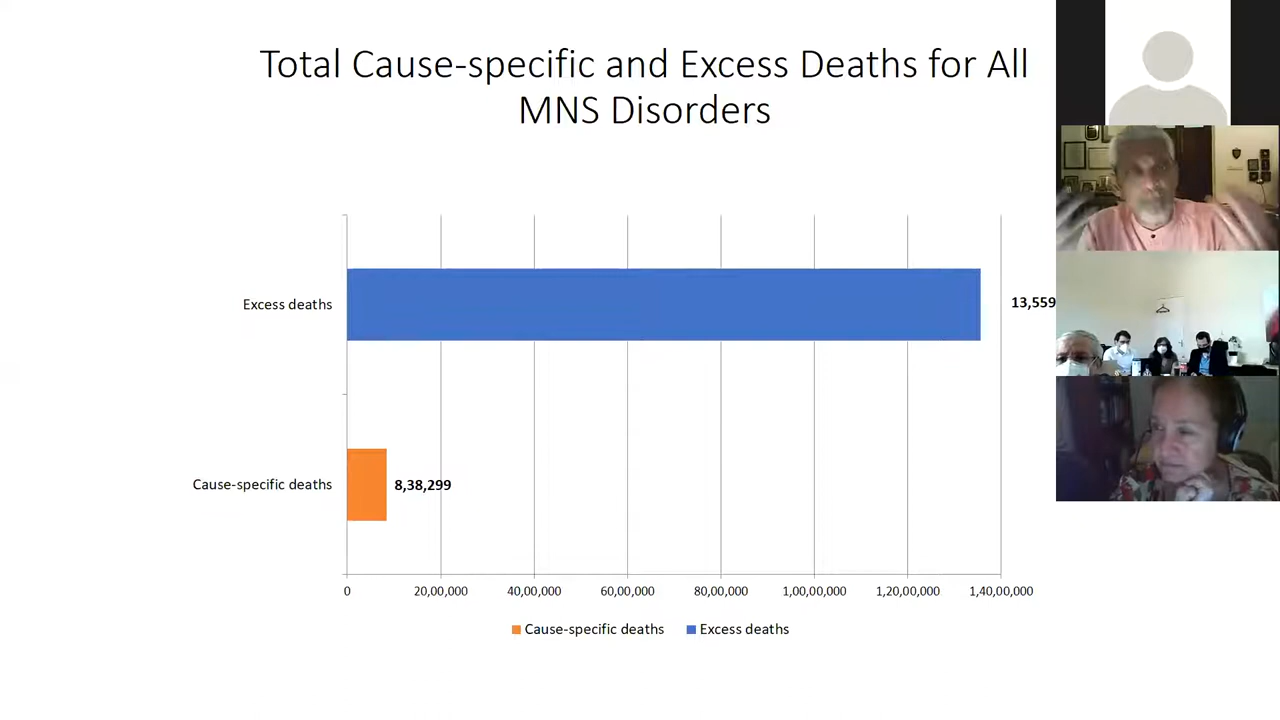 Total Cause-specific and Excess Deaths for All
MNS Disorders
Excess deaths
13,559
Cause-specific deaths
8,38,299
0
20,00,000
40,00,000
60,00,000
80,00,000
1,00,00,000
1,20,00,000
1,40,00,000
Cause-specific deaths
Excess deaths